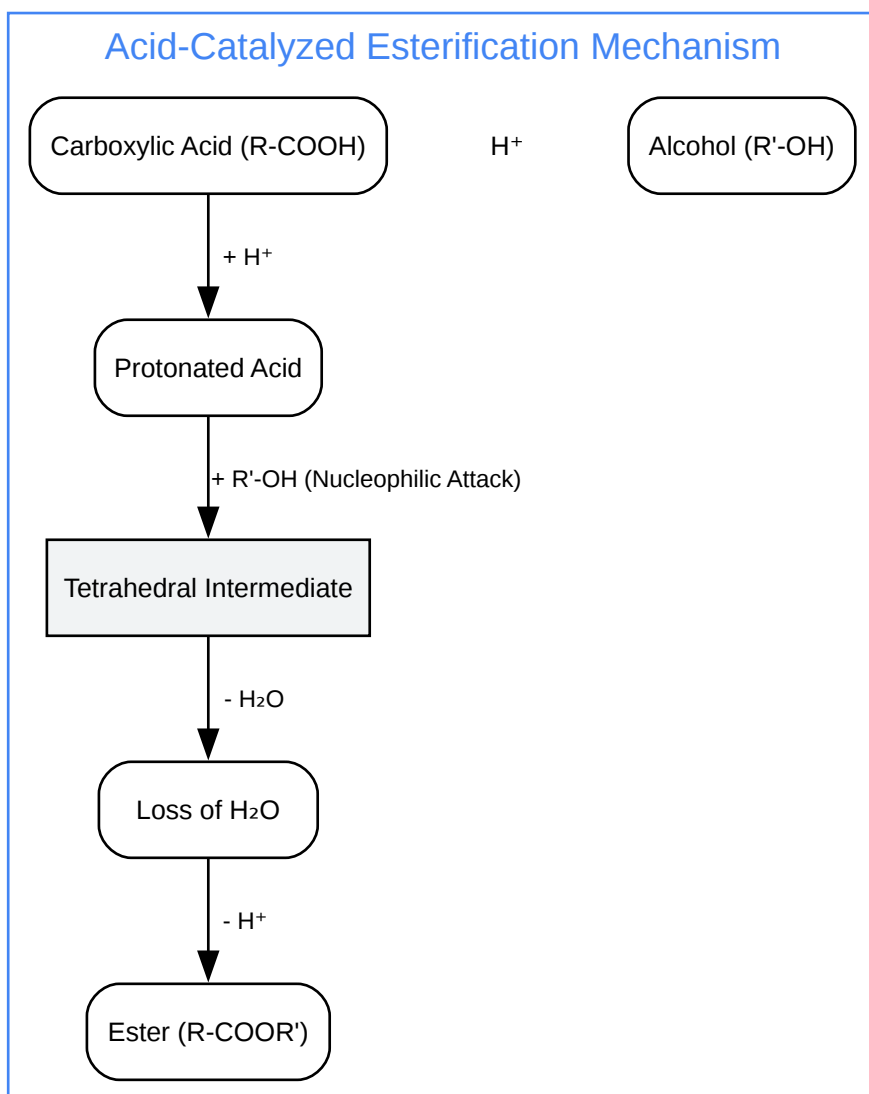 Acid-Catalyzed Esterification Mechanism
Carboxylic Acid (R-COOH)
H⁺
Alcohol (R'-OH)
+ H⁺
Protonated Acid
+ R'-OH (Nucleophilic Attack)
Tetrahedral Intermediate
- H₂O
Loss of H₂O
- H⁺
Ester (R-COOR')